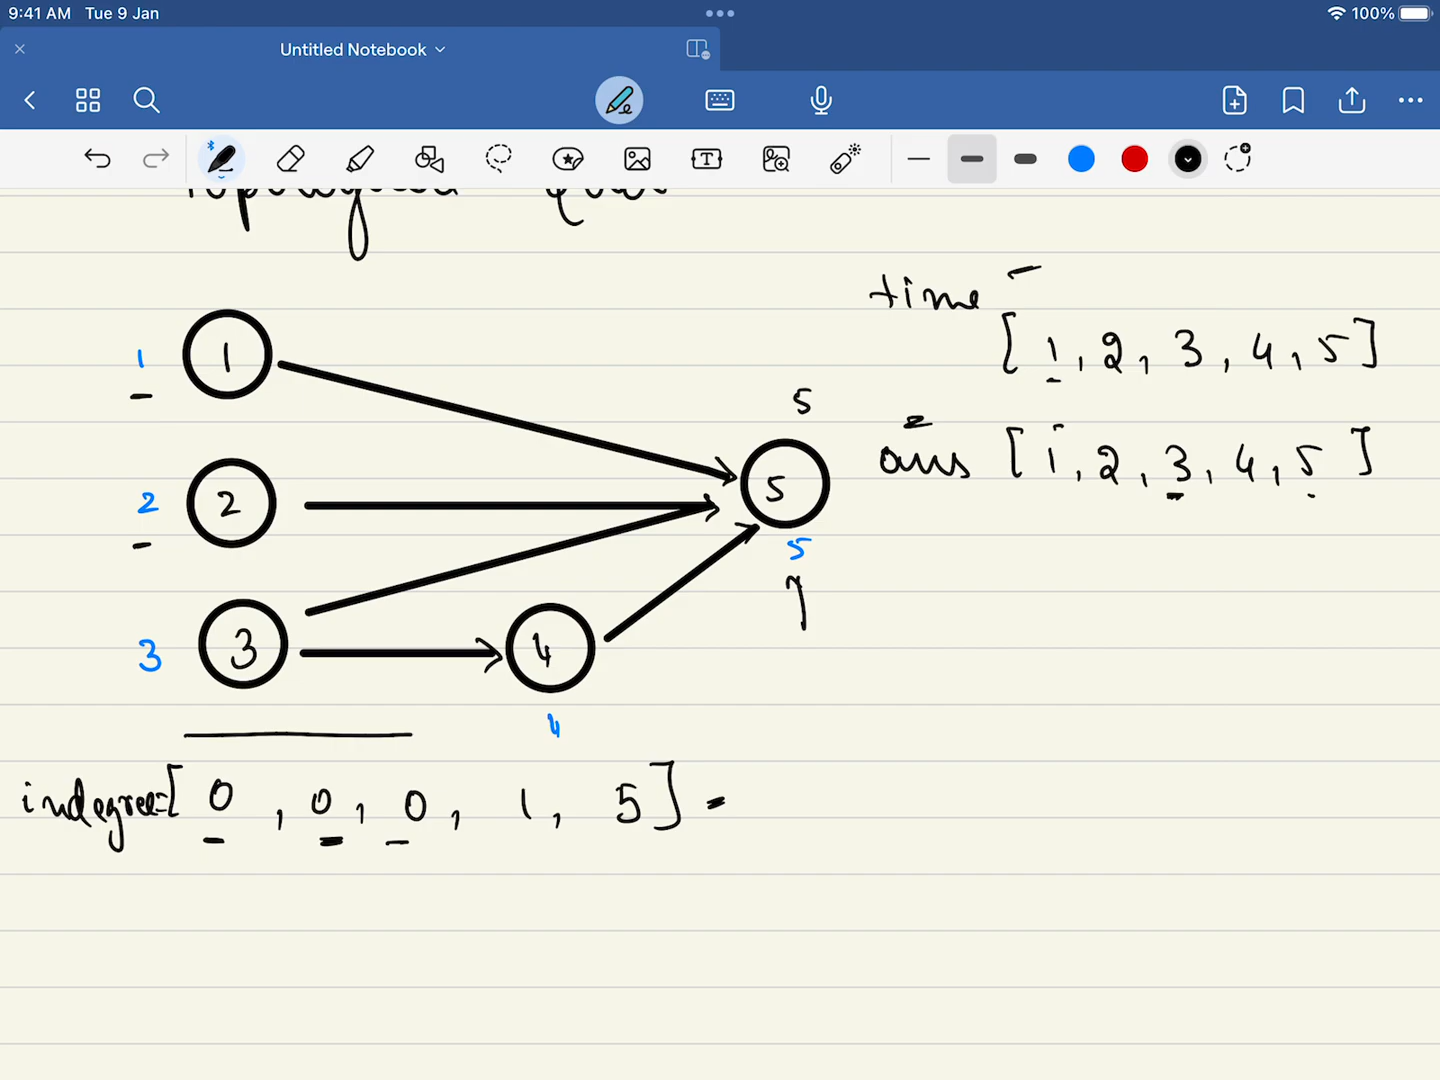 9:41 AM Tue 9 Jan
100%
Untitled Notebook
time
[ 1, 2, 3, 4, 5 ]
1 1
5
ans [ 1, 2, 3, 4, 5 ]
2 2
5
5
3 3
4
4
indegree=[ 0, 0, 0, 1, 5 ]